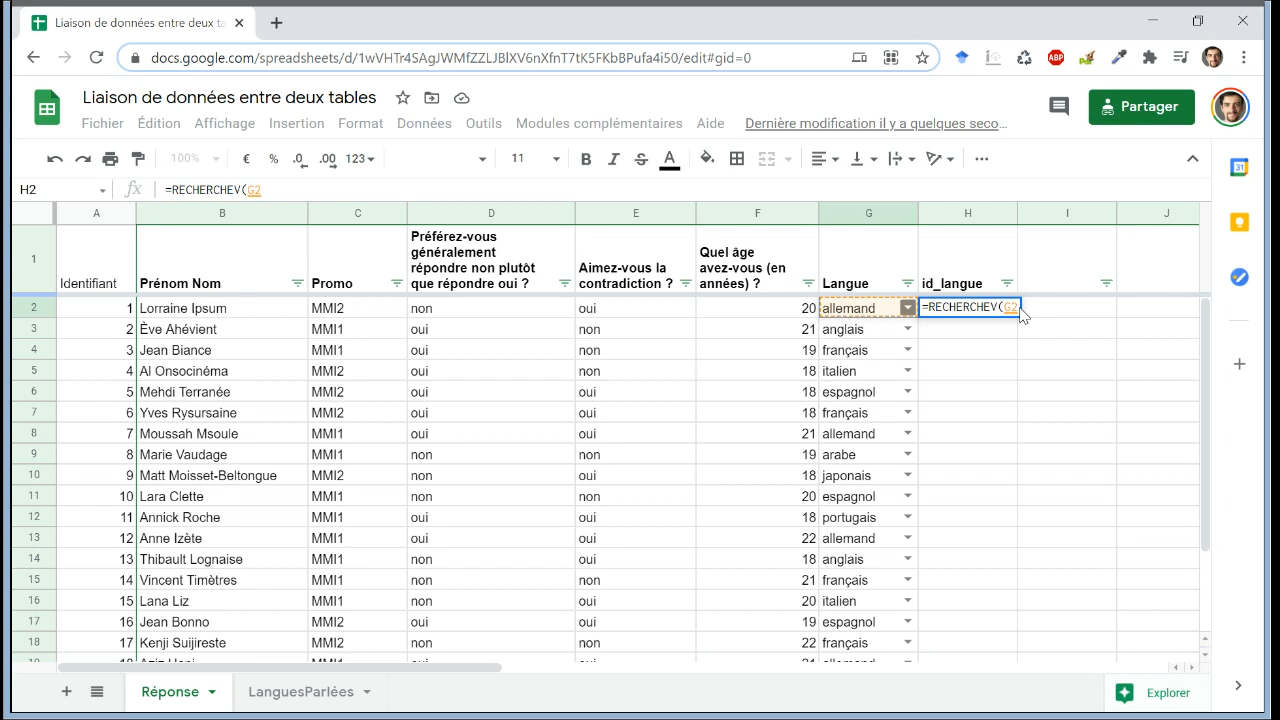 Liaison de données entre deux ta
docs.google.com/spreadsheets/d/1wVHTr4SAgJWMfZZLJBlXV6nXfnT7tK5FKbBPufa4i50/edit#gid=0
ABP
Liaison de données entre deux tables
Partager
Fichier Édition Affichage Insertion Format Données Outils Modules complémentaires Aide Dernière modification il y a quelques seco...
100% € % .0 .00 123 11 B I S A
31
H2 fx =RECHERCHEV(G2
A B C D E F G H I J
1 Identifiant Prénom Nom Promo Préférez-vous généralement répondre non plutôt que répondre oui ? Aimez-vous la contradiction ? Quel âge avez-vous (en années) ? Langue id_langue
2 1 Lorraine Ipsum MMI2 non oui 20 allemand =RECHERCHEV(G2
3 2 Ève Ahévient MMI1 oui non 21 anglais
4 3 Jean Biance MMI1 oui non 19 français
5 4 Al Onsocinéma MMI2 oui non 18 italien
6 5 Mehdi Terranée MMI2 oui oui 18 espagnol
7 6 Yves Rysursaine MMI2 oui oui 18 français
8 7 Moussah Msoule MMI1 oui oui 21 allemand
9 8 Marie Vaudage MMI1 non non 19 arabe
10 9 Matt Moisset-Beltongue MMI2 non oui 18 japonais
11 10 Lara Clette MMI1 non non 20 espagnol
12 11 Annick Roche MMI1 oui oui 18 portugais
13 12 Anne Izète MMI1 oui oui 22 allemand
14 13 Thibault Lognaise MMI1 non oui 18 anglais
15 14 Vincent Timètres MMI1 non non 21 français
16 15 Lana Liz MMI1 non oui 20 italien
17 16 Jean Bonno MMI2 oui oui 19 espagnol
18 17 Kenji Suijireste MMI2 non non 22 français
Réponse LanguesParlées Explorer